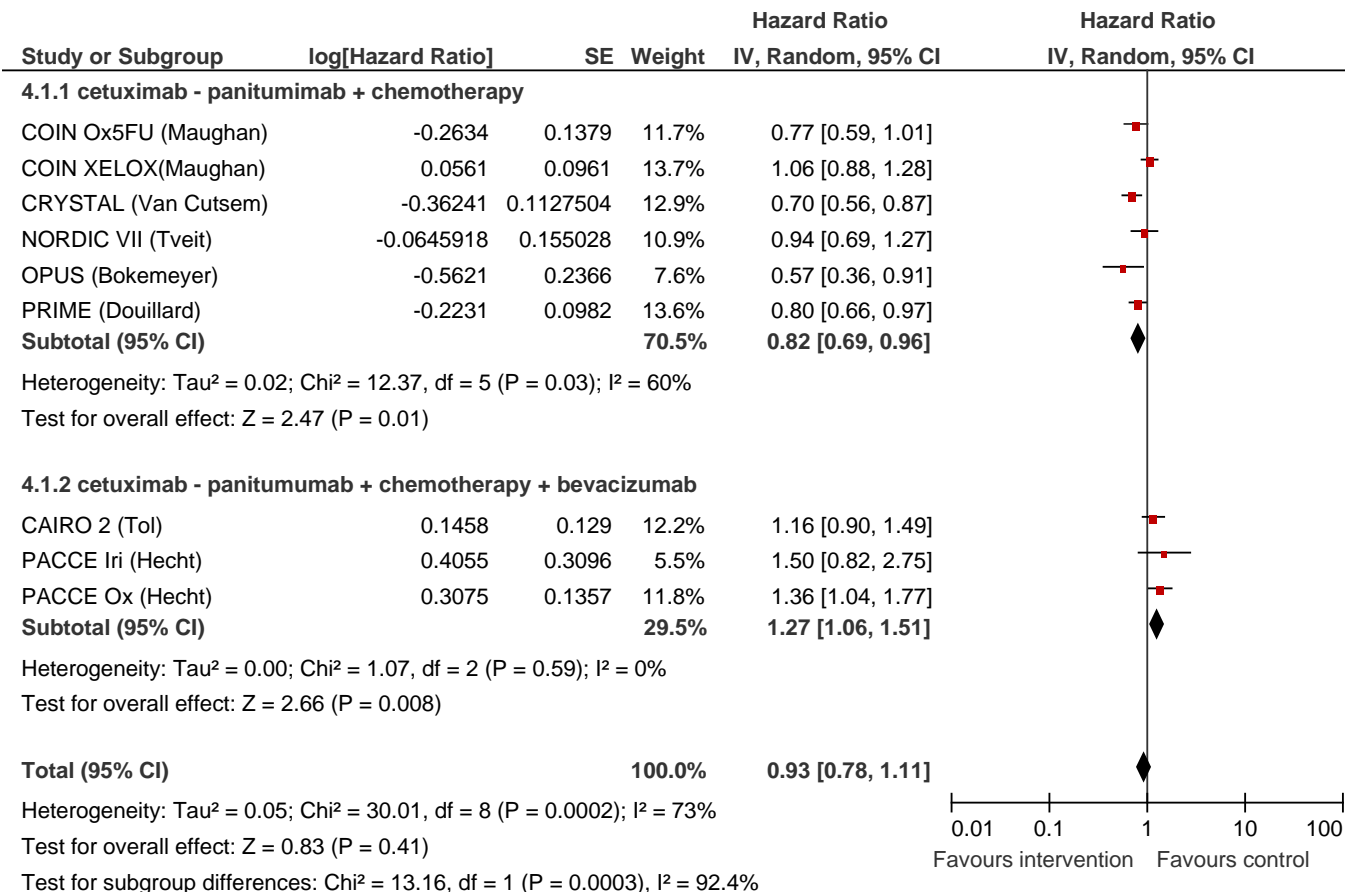 Hazard Ratio Hazard Ratio
Study or Subgroup log[Hazard Ratio] SE Weight IV, Random, 95% CI IV, Random, 95% CI
4.1.1 cetuximab - panitumimab + chemotherapy
COIN Ox5FU (Maughan) -0.2634 0.1379 11.7% 0.77 [0.59, 1.01]
COIN XELOX(Maughan) 0.0561 0.0961 13.7% 1.06 [0.88, 1.28]
CRYSTAL (Van Cutsem) -0.36241 0.1127504 12.9% 0.70 [0.56, 0.87]
NORDIC VII (Tveit) -0.0645918 0.155028 10.9% 0.94 [0.69, 1.27]
OPUS (Bokemeyer) -0.5621 0.2366 7.6% 0.57 [0.36, 0.91]
PRIME (Douillard) -0.2231 0.0982 13.6% 0.80 [0.66, 0.97]
Subtotal (95% CI) 70.5% 0.82 [0.69, 0.96]
Heterogeneity: Tau² = 0.02; Chi² = 12.37, df = 5 (P = 0.03); I² = 60%
Test for overall effect: Z = 2.47 (P = 0.01)
4.1.2 cetuximab - panitumumab + chemotherapy + bevacizumab
CAIRO 2 (Tol) 0.1458 0.129 12.2% 1.16 [0.90, 1.49]
PACCE Iri (Hecht) 0.4055 0.3096 5.5% 1.50 [0.82, 2.75]
PACCE Ox (Hecht) 0.3075 0.1357 11.8% 1.36 [1.04, 1.77]
Subtotal (95% CI) 29.5% 1.27 [1.06, 1.51]
Heterogeneity: Tau² = 0.00; Chi² = 1.07, df = 2 (P = 0.59); I² = 0%
Test for overall effect: Z = 2.66 (P = 0.008)
Total (95% CI) 100.0% 0.93 [0.78, 1.11]
Heterogeneity: Tau² = 0.05; Chi² = 30.01, df = 8 (P = 0.0002); I² = 73%
Test for overall effect: Z = 0.83 (P = 0.41)
Test for subgroup differences: Chi² = 13.16, df = 1 (P = 0.0003), I² = 92.4%
0.01 0.1 1 10 100
Favours intervention Favours control